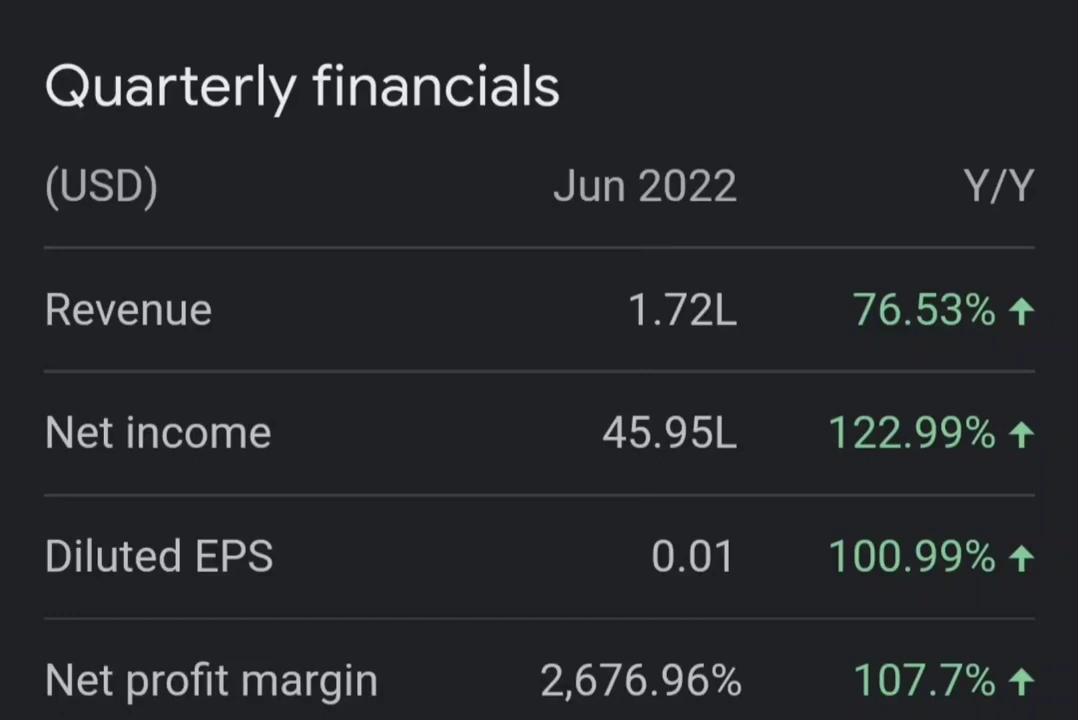 Quarterly financials
(USD) Jun 2022 Y/Y
Revenue 1.72L 76.53% ↑
Net income 45.95L 122.99% ↑
Diluted EPS 0.01 100.99% ↑
Net profit margin 2,676.96% 107.7% ↑